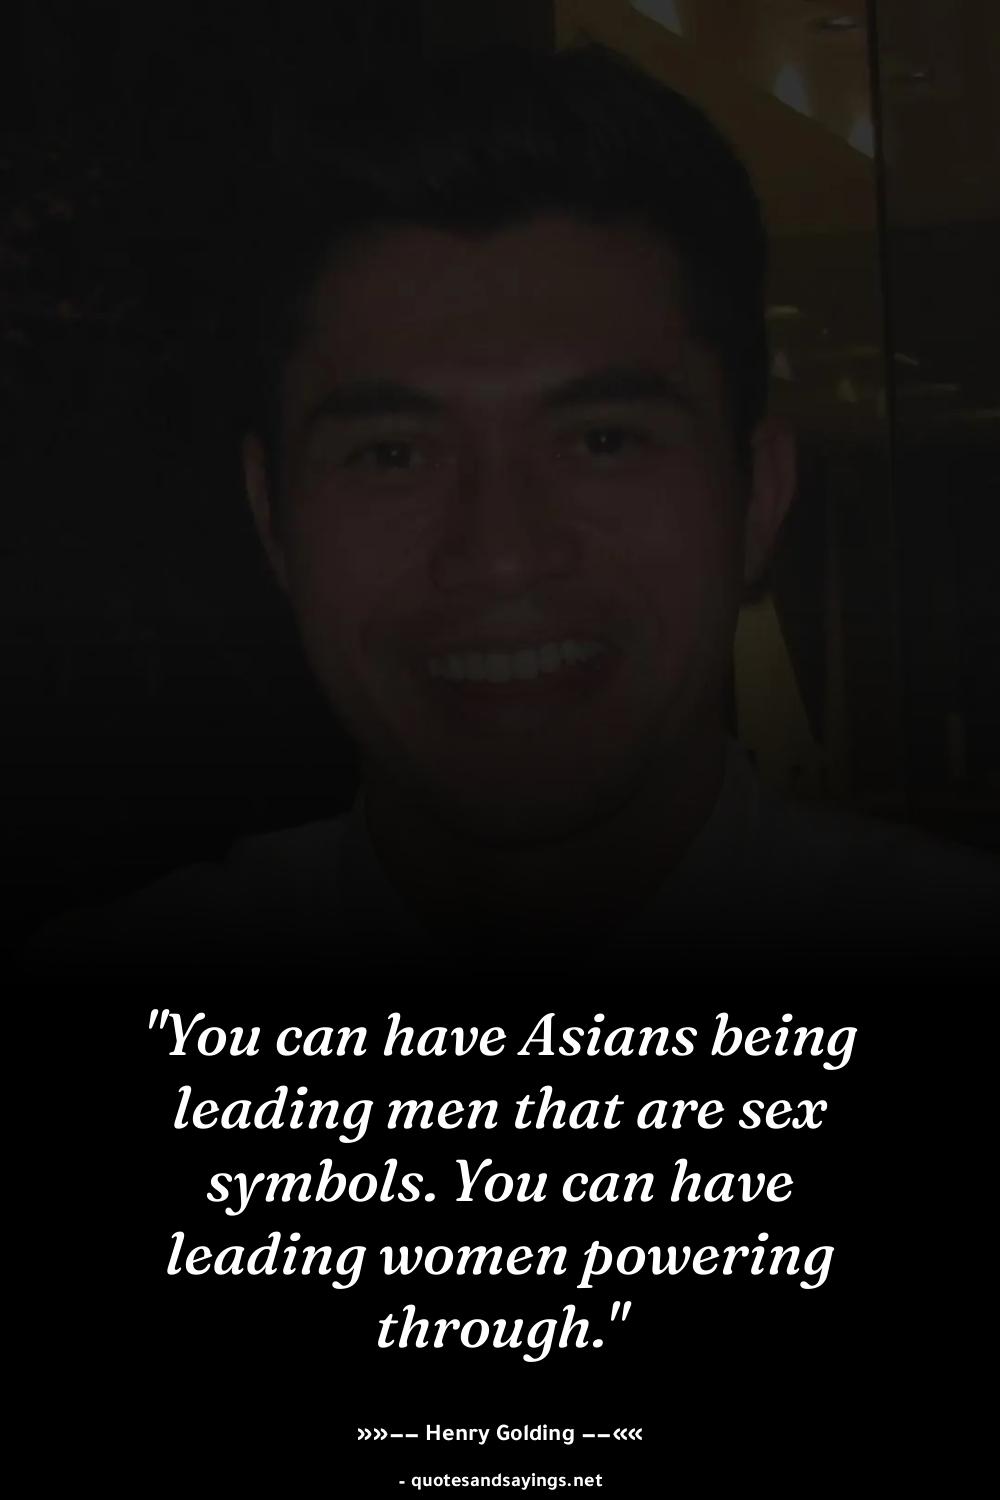 "You can have Asians being
leading men that are sex
symbols. You can have
leading women powering
through."
»»−− Henry Golding −−««
- quotesandsayings.net